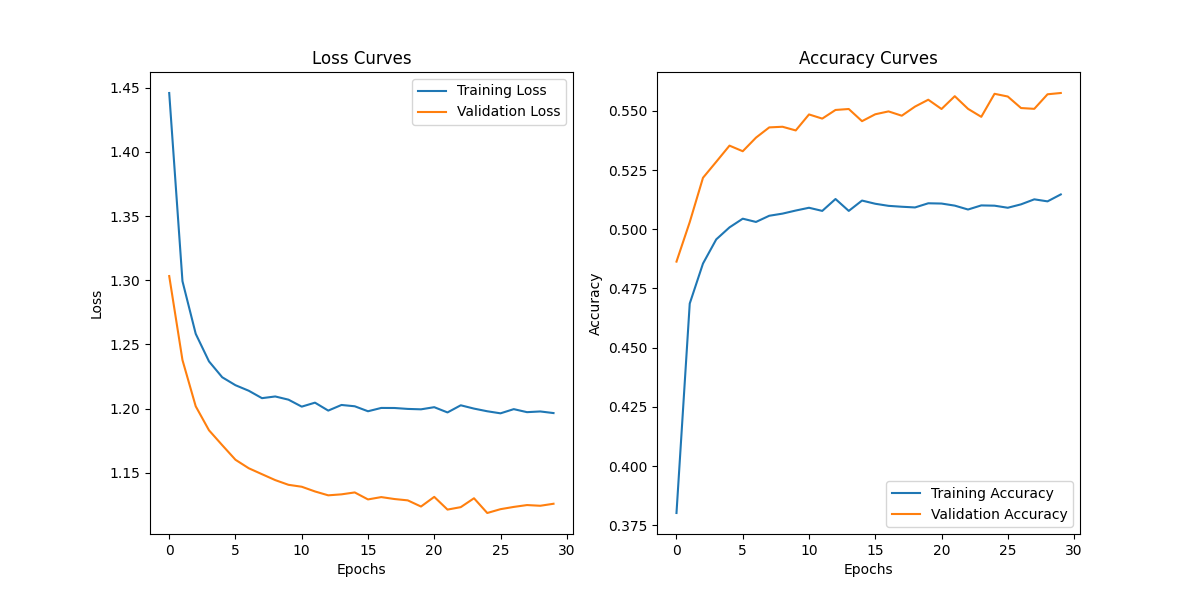 Loss Curves
1.45
1.40
1.35
1.30
1.25
1.20
1.15
Loss
0
5
10
15
20
25
30
Epochs
Training Loss
Validation Loss
Accuracy Curves
0.550
0.525
0.500
0.475
0.450
0.425
0.400
0.375
Accuracy
0
5
10
15
20
25
30
Epochs
Training Accuracy
Validation Accuracy